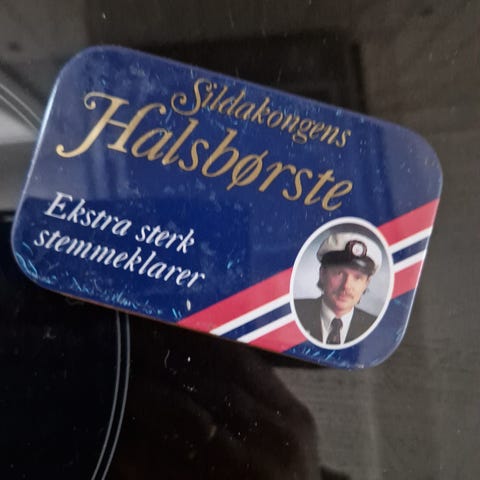 Sildakongens
Halsbørste
Ekstra sterk
stemmeklarer